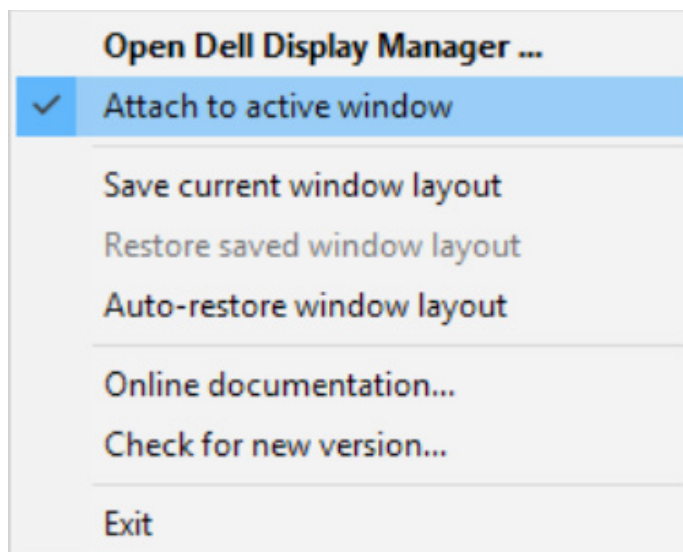 Open Dell Display Manager ...
Attach to active window
Save current window layout
Restore saved window layout
Auto-restore window layout
Online documentation...
Check for new version...
Exit